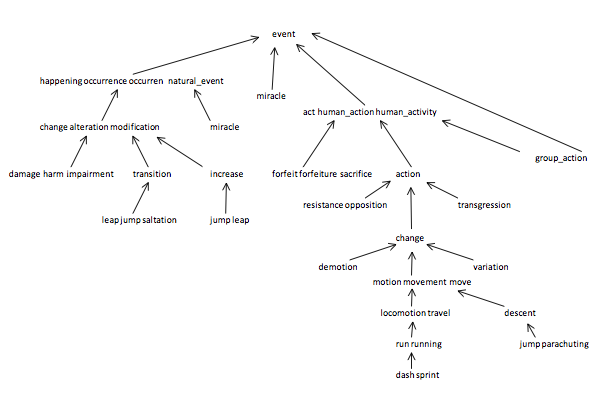 event
happening occurrence occurren natural_event
miracle
act human_action human_activity
change alteration modification
miracle
group_action
damage harm impairment
transition
increase
forfeit forfeiture sacrifice
action
leap jump saltation
jump leap
resistance opposition
transgression
change
demotion
variation
motion movement move
locomotion travel
descent
run running
jump parachuting
dash sprint